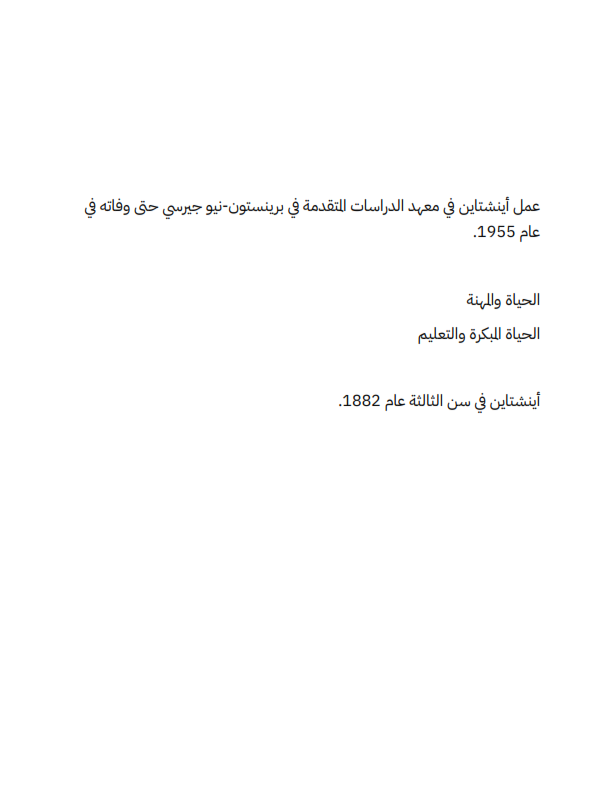 عمل أينشتاين في معهد الدراسات المتقدمة في برينستون-نيو جيرسي حتى وفاته في
عام 1955.
الحياة والمهنة
الحياة المبكرة والتعليم
أينشتاين في سن الثالثة عام 1882.